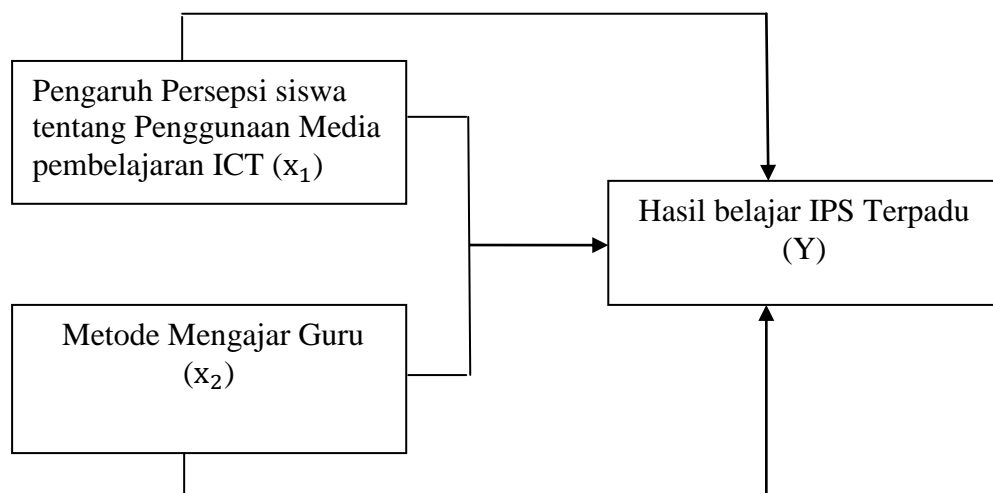 Pengaruh Persepsi siswa
tentang Penggunaan Media
pembelajaran ICT (x₁)
Hasil belajar IPS Terpadu
(Y)
Metode Mengajar Guru
(x₂)